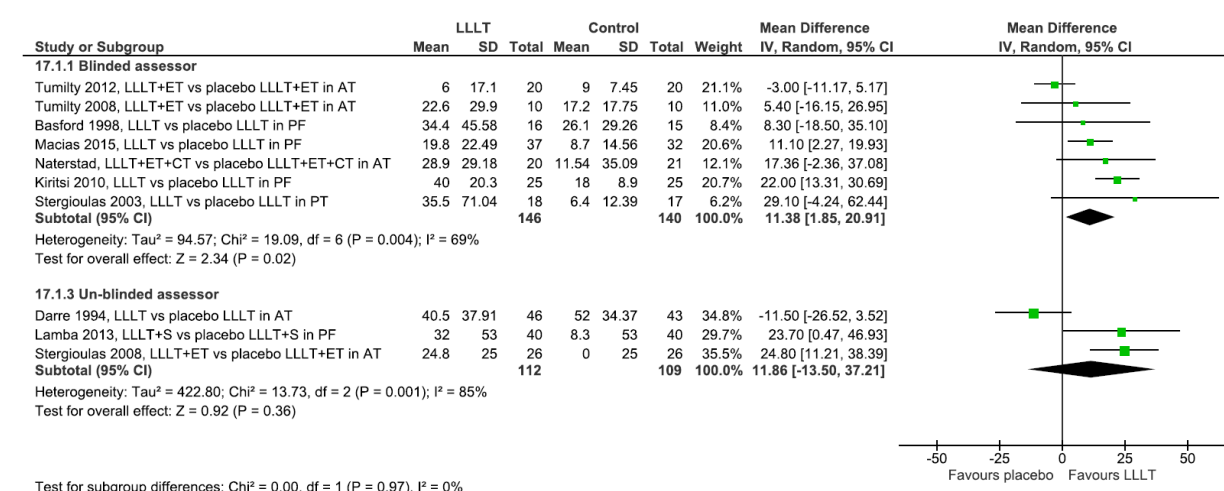 LLLT Control Mean Difference Mean Difference
Study or Subgroup Mean SD Total Mean SD Total Weight IV, Random, 95% CI IV, Random, 95% CI
17.1.1 Blinded assessor
Tumilty 2012, LLLT+ET vs placebo LLLT+ET in AT 6 17.1 20 9 7.45 20 21.1% -3.00 [-11.17, 5.17]
Tumilty 2008, LLLT+ET vs placebo LLLT+ET in AT 22.6 29.9 10 17.2 17.75 10 11.0% 5.40 [-16.15, 26.95]
Basford 1998, LLLT vs placebo LLLT in PF 34.4 45.58 16 26.1 29.26 15 8.4% 8.30 [-18.50, 35.10]
Macias 2015, LLLT vs placebo LLLT in PF 19.8 22.49 37 8.7 14.56 32 20.6% 11.10 [2.27, 19.93]
Naterstad, LLLT+ET+CT vs placebo LLLT+ET+CT in AT 28.9 29.18 20 11.54 35.09 21 12.1% 17.36 [-2.36, 37.08]
Kiritsi 2010, LLLT vs placebo LLLT in PF 40 20.3 25 18 8.9 25 20.7% 22.00 [13.31, 30.69]
Stergioulas 2003, LLLT vs placebo LLLT in PT 35.5 71.04 18 6.4 12.39 17 6.2% 29.10 [-4.24, 62.44]
Subtotal (95% CI) 146 140 100.0% 11.38 [1.85, 20.91]
Heterogeneity: Tau² = 94.57; Chi² = 19.09, df = 6 (P = 0.004); I² = 69%
Test for overall effect: Z = 2.34 (P = 0.02)
17.1.3 Un-blinded assessor
Darre 1994, LLLT vs placebo LLLT in AT 40.5 37.91 46 52 34.37 43 34.8% -11.50 [-26.52, 3.52]
Lamba 2013, LLLT+S vs placebo LLLT+S in PF 32 53 40 8.3 53 40 29.7% 23.70 [0.47, 46.93]
Stergioulas 2008, LLLT+ET vs placebo LLLT+ET in AT 24.8 25 26 0 25 26 35.5% 24.80 [11.21, 38.39]
Subtotal (95% CI) 112 109 100.0% 11.86 [-13.50, 37.21]
Heterogeneity: Tau² = 422.80; Chi² = 13.73, df = 2 (P = 0.001); I² = 85%
Test for overall effect: Z = 0.92 (P = 0.36)
-50 -25 0 25 50
Favours placebo Favours LLLT
Test for subgroup differences: Chi² = 0.00, df = 1 (P = 0.97), I² = 0%